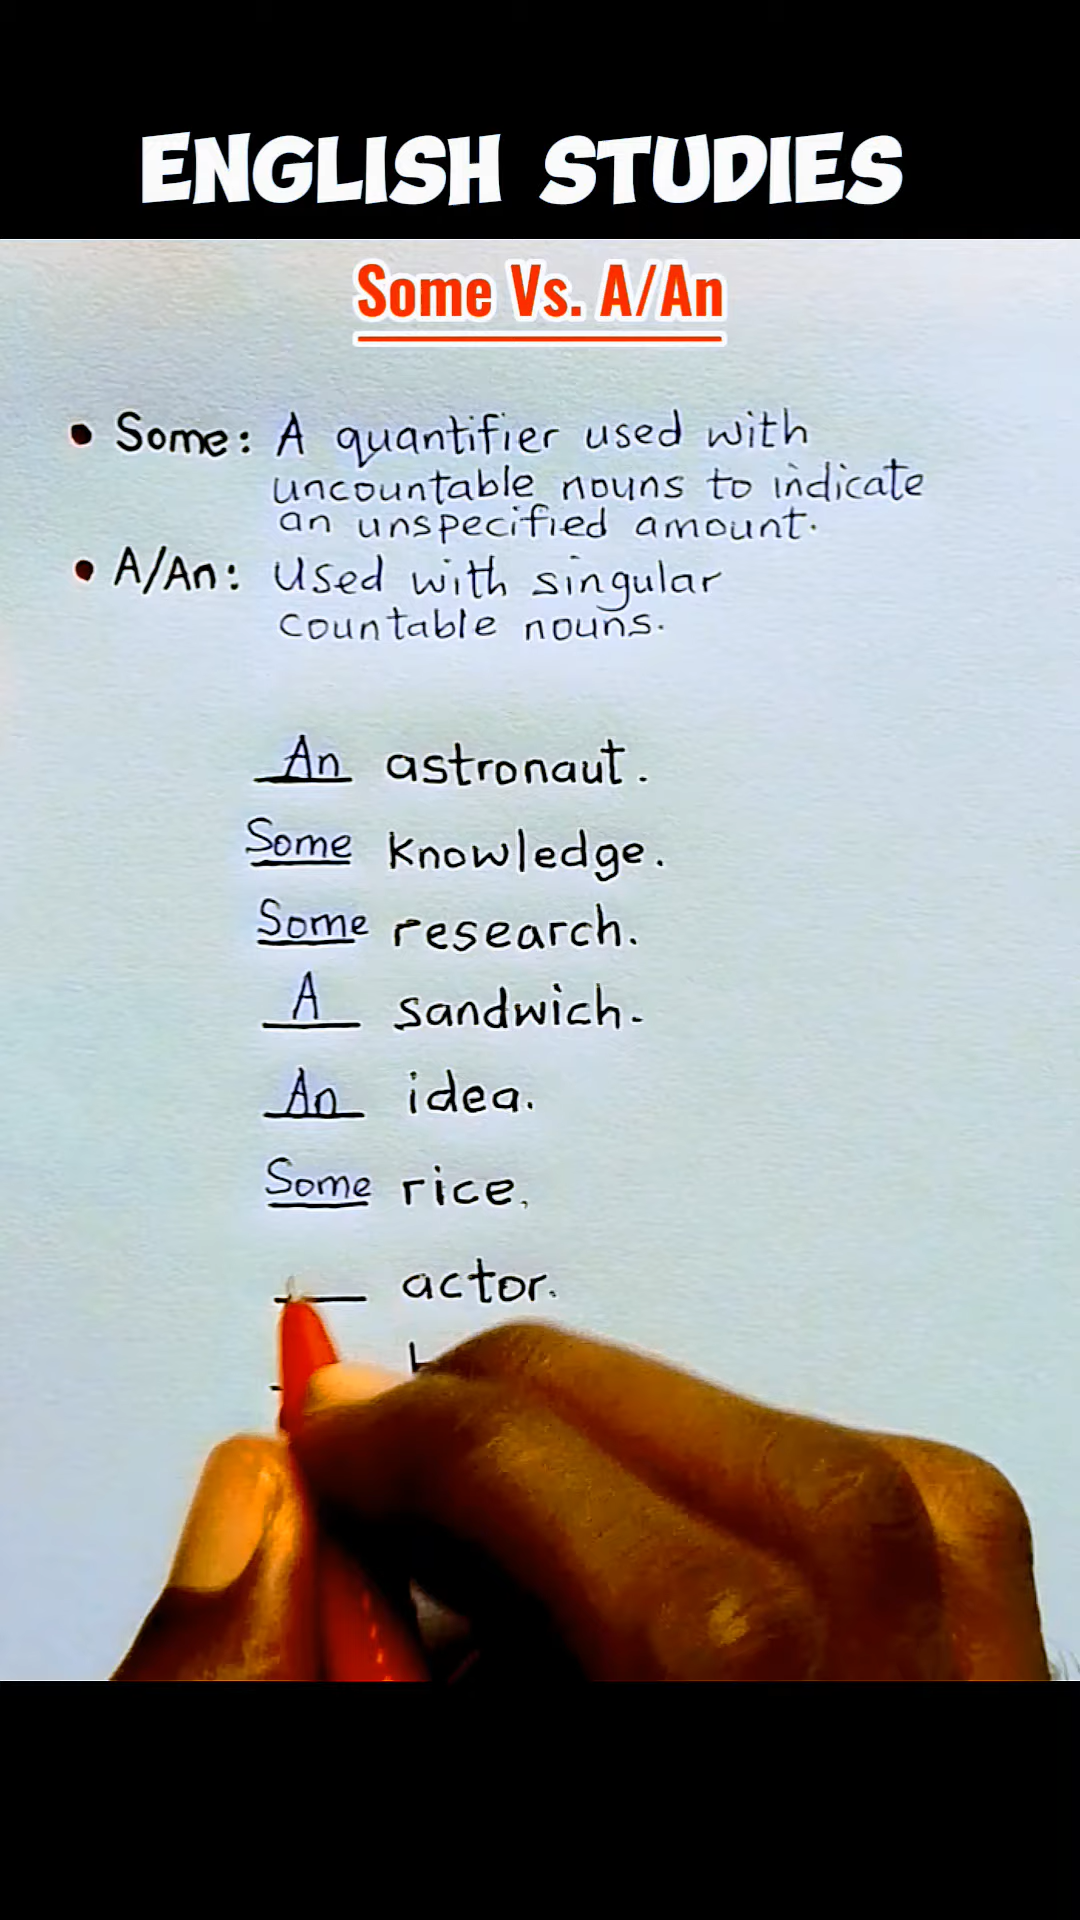 ENGLISH STUDIES
Some Vs. A/An
• Some: A quantifier used with
uncountable nouns to indicate
an unspecified amount.
• A/An: Used with singular
countable nouns.
An astronaut.
Some knowledge.
Some research.
A sandwich.
An idea.
Some rice.
___ actor.